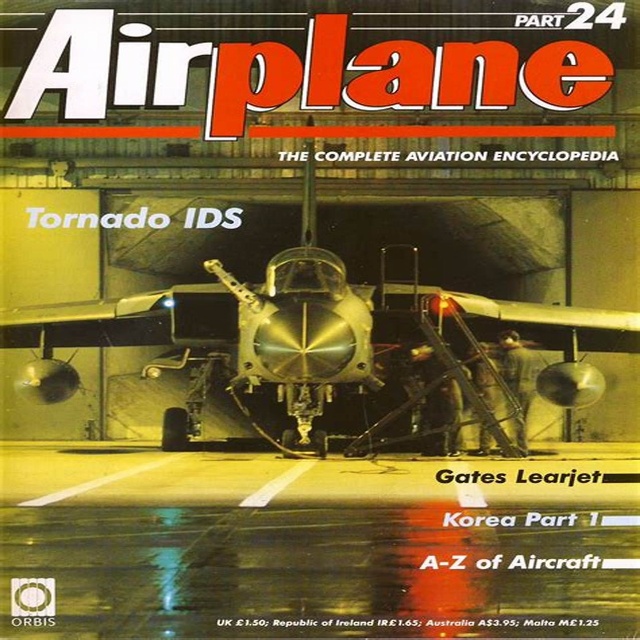 PART 24
Airplane
THE COMPLETE AVIATION ENCYCLOPEDIA
Tornado IDS
Gates Learjet
Korea Part 1
A-Z of Aircraft
ORBIS
UK £1.50; Republic of Ireland IR£1.65; Australia A$3.95; Malta M£1.25